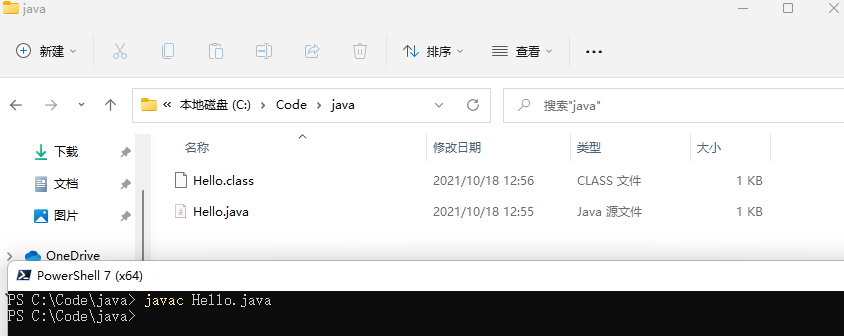 java
新建 排序 查看 ...
« 本地磁盘 (C:) > Code > java 搜索"java"
名称 修改日期 类型 大小
下载
Hello.class 2021/10/18 12:56 CLASS 文件 1 KB
文档
Hello.java 2021/10/18 12:55 Java 源文件 1 KB
图片
OneDrive
PowerShell 7 (x64)
PS C:\Code\java> javac Hello.java
PS C:\Code\java>